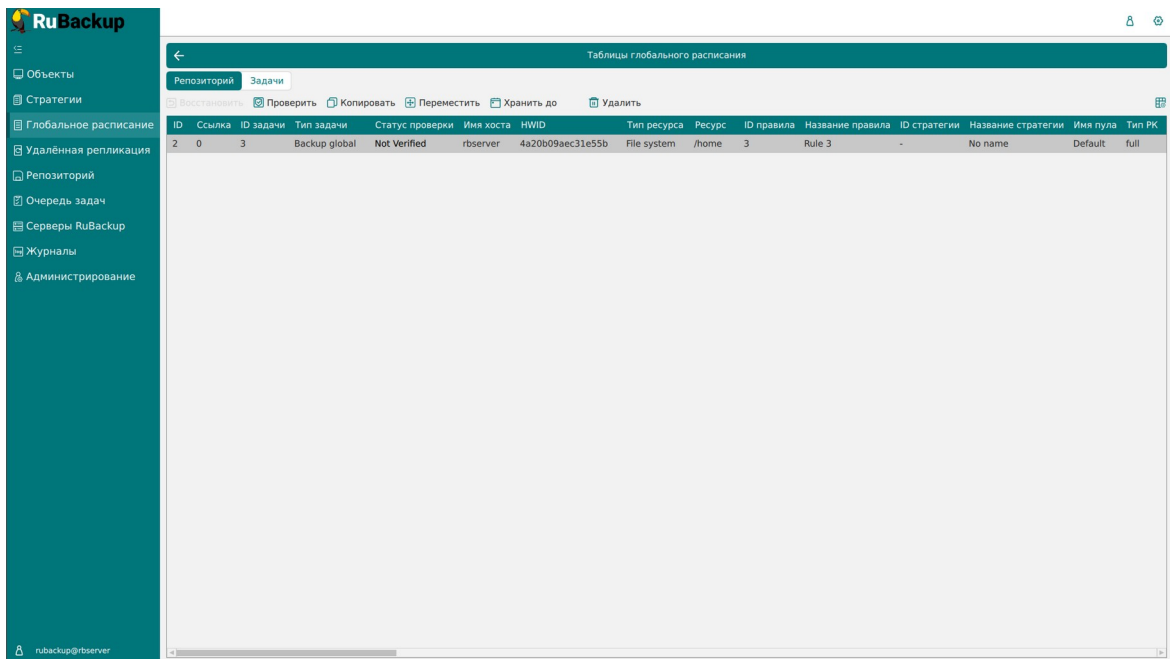 RuBackup
Таблицы глобального расписания
Объекты
Стратегии
Глобальное расписание
Удалённая репликация
Репозиторий
Очередь задач
Серверы RuBackup
Журналы
Администрирование
rubackup@rbserver
Репозиторий Задачи
Восстановить Проверить Копировать Переместить Хранить до Удалить
ID Ссылка ID задачи Тип задачи Статус проверки Имя хоста HWID Тип ресурса Ресурс ID правила Название правила ID стратегии Название стратегии Имя пула Тип РК
2 0 3 Backup global Not Verified rbserver 4a20b09aec31e55b File system /home 3 Rule 3 - No name Default full